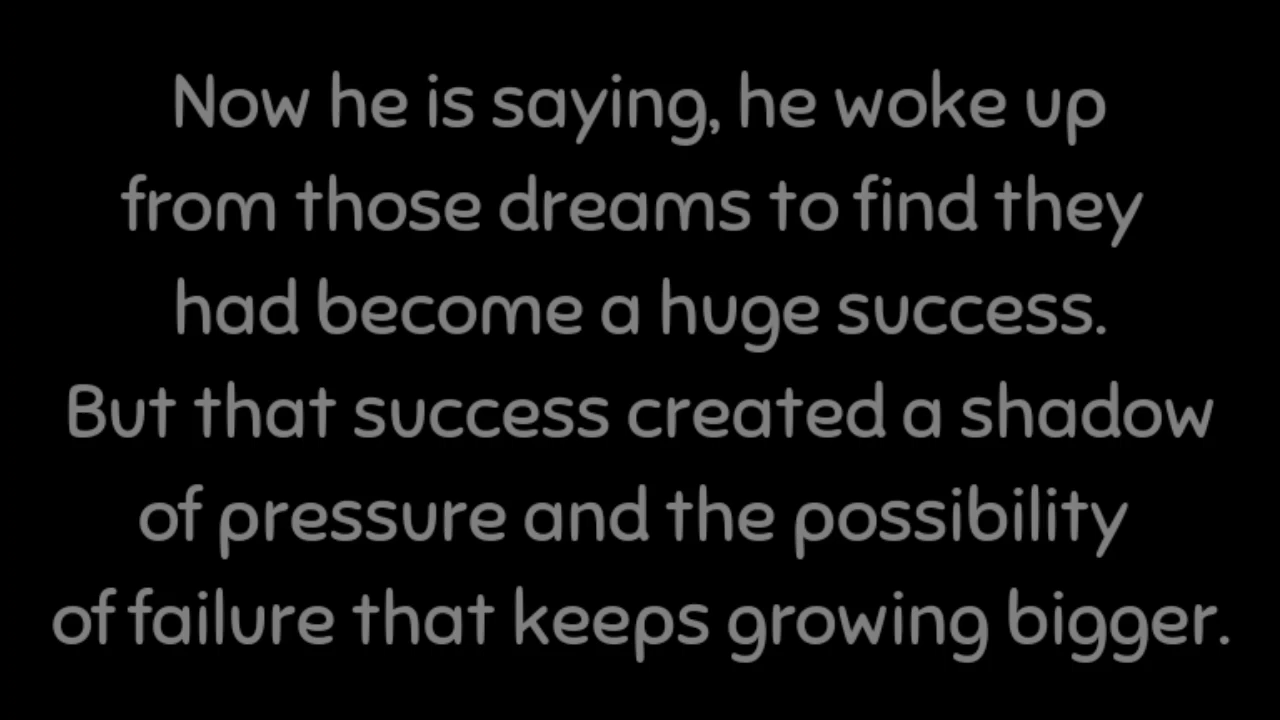 Now he is saying, he woke up
from those dreams to find they
had become a huge success.
But that success created a shadow
of pressure and the possibility
of failure that keeps growing bigger.